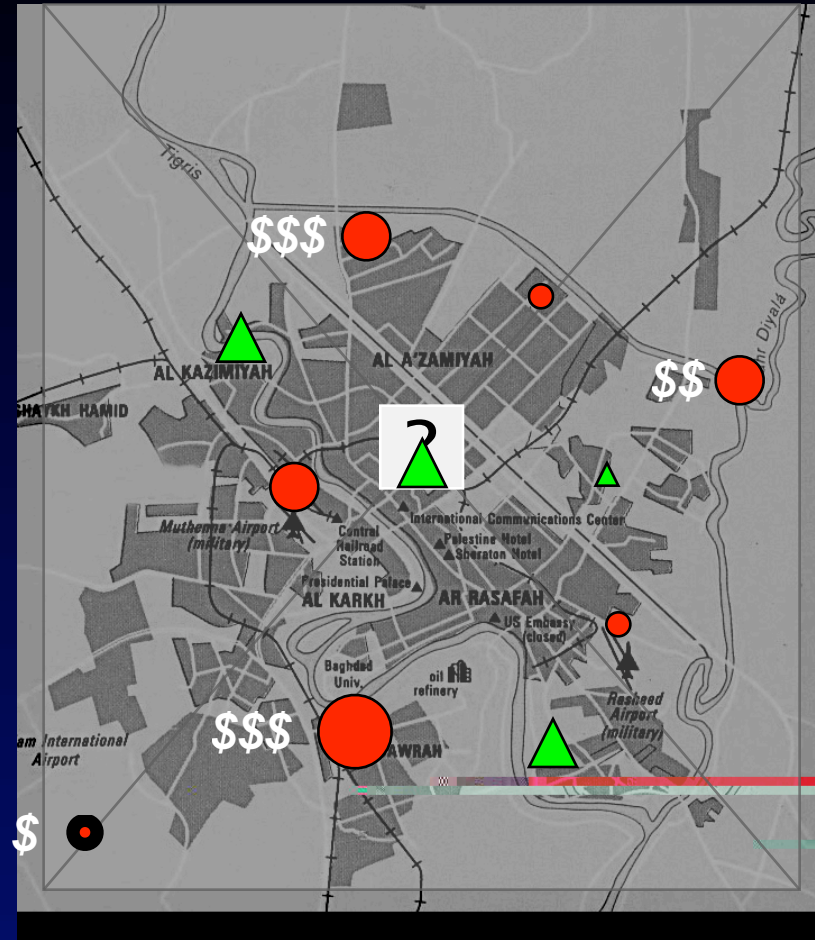 Tigris
$$$
AL A'ZAMIYAH
AL KAZIMIYAH
$$
Diyalá
HAMID
?
International Communications Center
Muthenna Airport
(military)
Central
Railroad
Station
Palestine Hotel
Sheraton Hotel
Presidential Palace
AL KARKH
AR RASAFAH
US Embassy
(closed)
Baghdad
Univ.
oil
refinery
Rasheed
Airport
(military)
$$$
AWRAH
am International
Airport
$